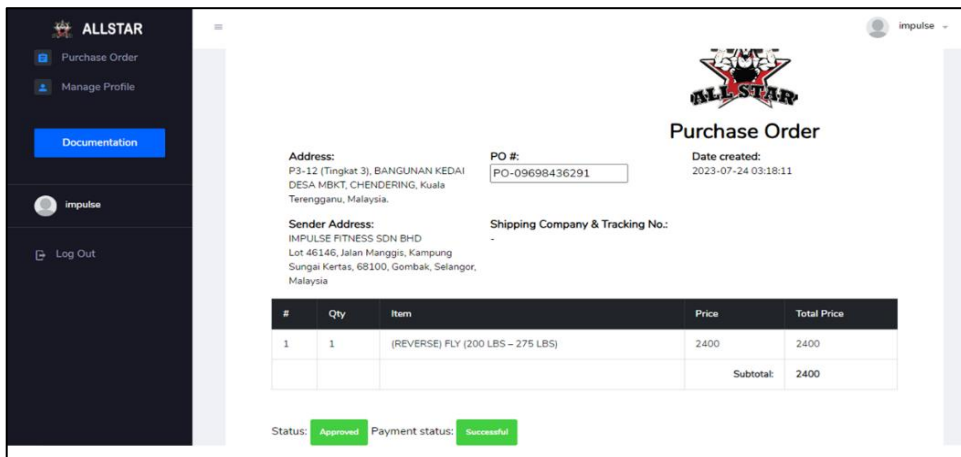 ALLSTAR
impulse
Purchase Order
Manage Profile
Documentation
impulse
Log Out
ALL STAR
Purchase Order
Address:
P3-12 (Tingkat 3), BANGUNAN KEDAI
DESA MBKT, CHENDERING, Kuala
Terengganu, Malaysia.
PO #:
PO-09698436291
Date created:
2023-07-24 03:18:11
Sender Address:
IMPULSE FITNESS SDN BHD
Lot 46146, Jalan Manggis, Kampung
Sungai Kertas, 68100, Gombak, Selangor,
Malaysia
Shipping Company & Tracking No.:
-
# Qty Item Price Total Price
1 1 (REVERSE) FLY (200 LBS – 275 LBS) 2400 2400
Subtotal: 2400
Status: Approved Payment status: Successful